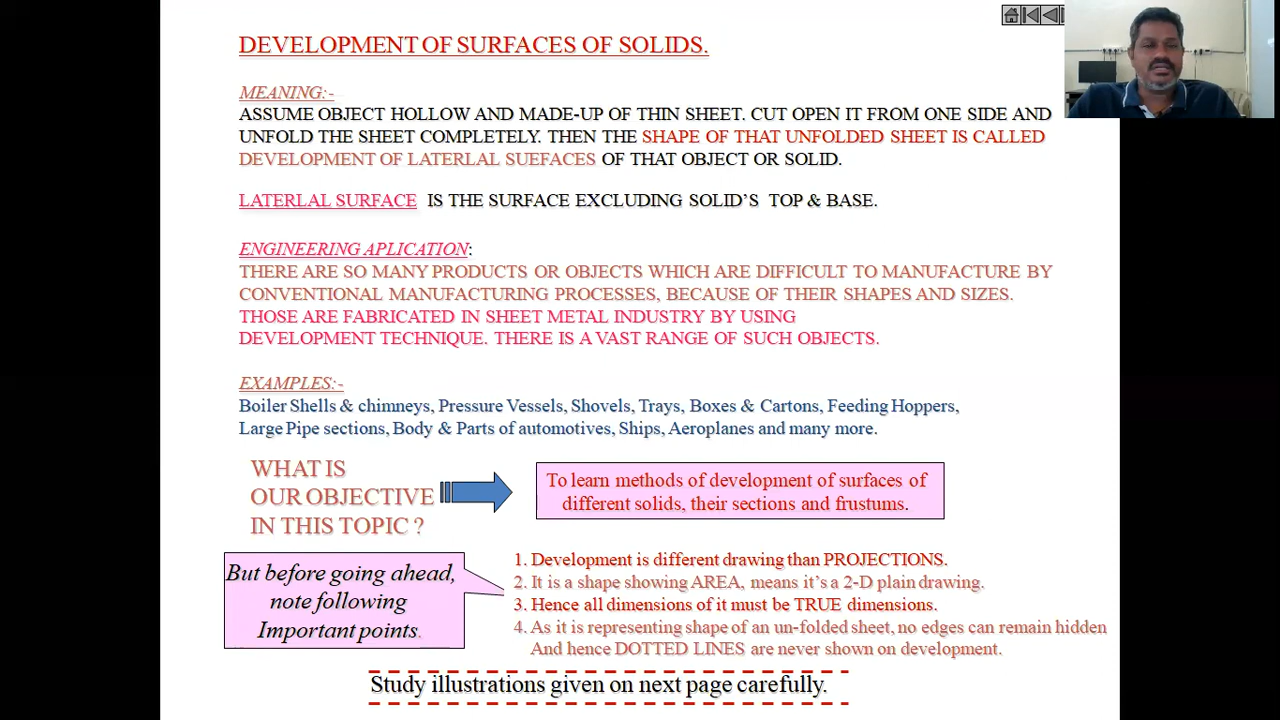 DEVELOPMENT OF SURFACES OF SOLIDS.
MEANING:-
ASSUME OBJECT HOLLOW AND MADE-UP OF THIN SHEET. CUT OPEN IT FROM ONE SIDE AND
UNFOLD THE SHEET COMPLETELY. THEN THE SHAPE OF THAT UNFOLDED SHEET IS CALLED
DEVELOPMENT OF LATERLAL SUEFACES OF THAT OBJECT OR SOLID.
LATERLAL SURFACE IS THE SURFACE EXCLUDING SOLID'S TOP & BASE.
ENGINEERING APLICATION:
THERE ARE SO MANY PRODUCTS OR OBJECTS WHICH ARE DIFFICULT TO MANUFACTURE BY
CONVENTIONAL MANUFACTURING PROCESSES, BECAUSE OF THEIR SHAPES AND SIZES.
THOSE ARE FABRICATED IN SHEET METAL INDUSTRY BY USING
DEVELOPMENT TECHNIQUE. THERE IS A VAST RANGE OF SUCH OBJECTS.
EXAMPLES:-
Boiler Shells & chimneys, Pressure Vessels, Shovels, Trays, Boxes & Cartons, Feeding Hoppers,
Large Pipe sections, Body & Parts of automotives, Ships, Aeroplanes and many more.
WHAT IS
OUR OBJECTIVE
IN THIS TOPIC ?
To learn methods of development of surfaces of
different solids, their sections and frustums.
But before going ahead,
note following
Important points.
1. Development is different drawing than PROJECTIONS.
2. It is a shape showing AREA, means it's a 2-D plain drawing.
3. Hence all dimensions of it must be TRUE dimensions.
4. As it is representing shape of an un-folded sheet, no edges can remain hidden
And hence DOTTED LINES are never shown on development.
Study illustrations given on next page carefully.